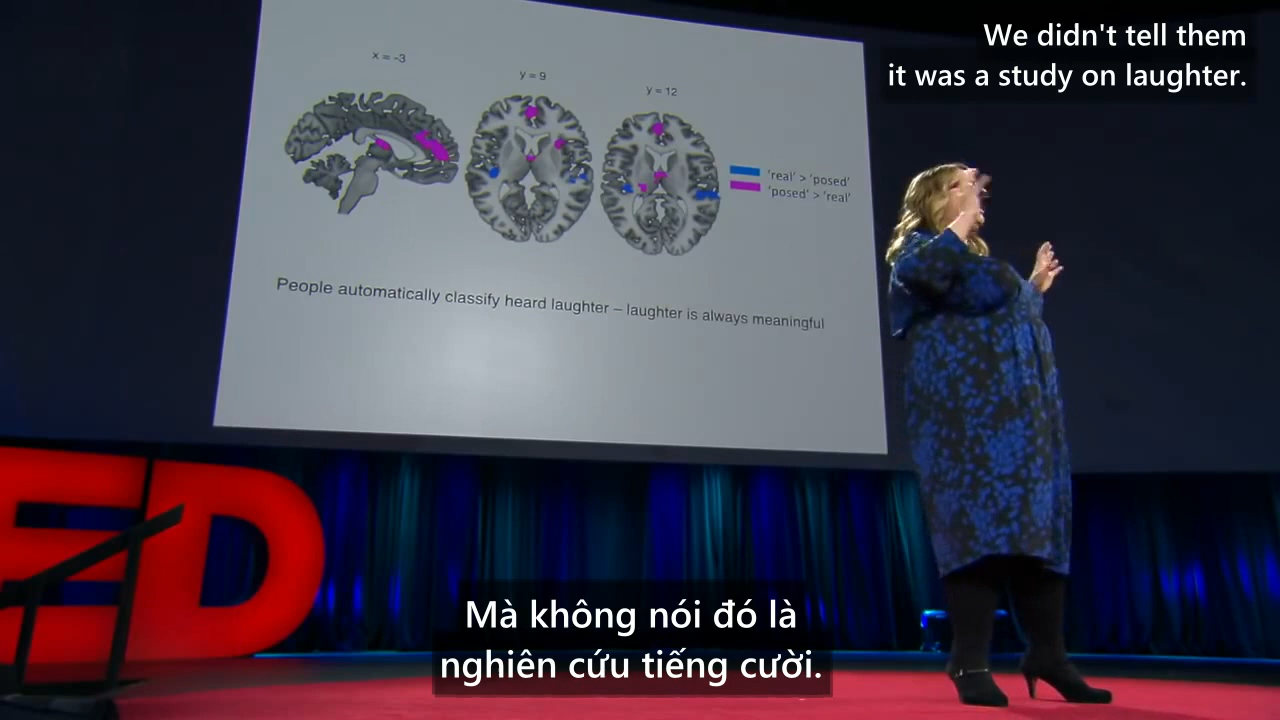 We didn't tell them
it was a study on laughter.
x = -3
y = 9
y = 12
'real' > 'posed'
'posed' > 'real'
People automatically classify heard laughter – laughter is always meaningful
ED
Mà không nói đó là
nghiên cứu tiếng cười.